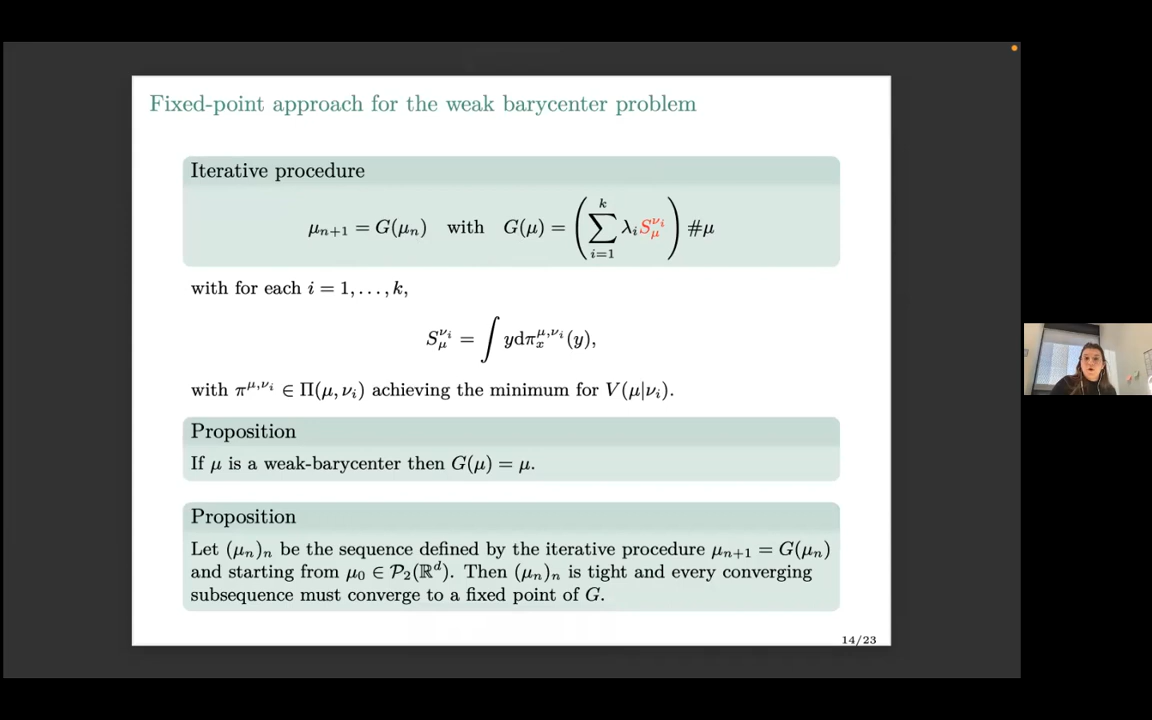 Fixed-point approach for the weak barycenter problem
Iterative procedure
μ_{n+1} = G(μ_n) with G(μ) = (∑_{i=1}^{k} λ_i S_μ^{ν_i}) #μ
with for each i = 1, . . . , k,
S_μ^{ν_i} = ∫ y dπ_x^{μ,ν_i}(y),
with π^{μ,ν_i} ∈ Π(μ, ν_i) achieving the minimum for V(μ|ν_i).
Proposition
If μ is a weak-barycenter then G(μ) = μ.
Proposition
Let (μ_n)_n be the sequence defined by the iterative procedure μ_{n+1} = G(μ_n)
and starting from μ_0 ∈ 𝒫_2(ℝ^d). Then (μ_n)_n is tight and every converging
subsequence must converge to a fixed point of G.
14/23